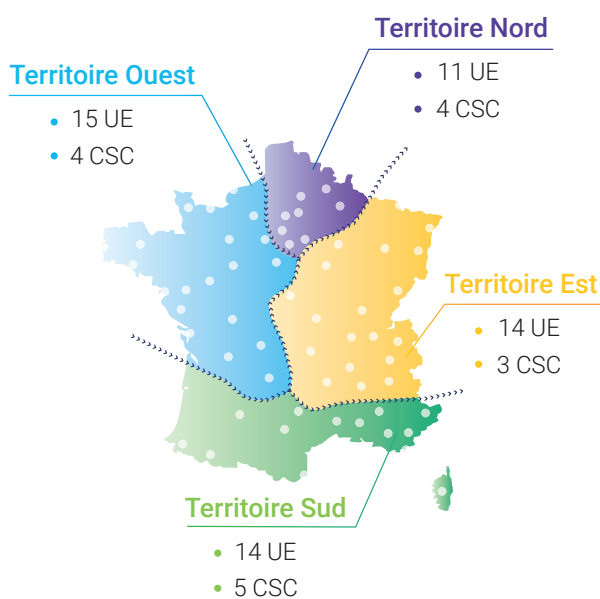 Territoire Nord
• 11 UE
• 4 CSC
Territoire Ouest
• 15 UE
• 4 CSC
Territoire Est
• 14 UE
• 3 CSC
Territoire Sud
• 14 UE
• 5 CSC